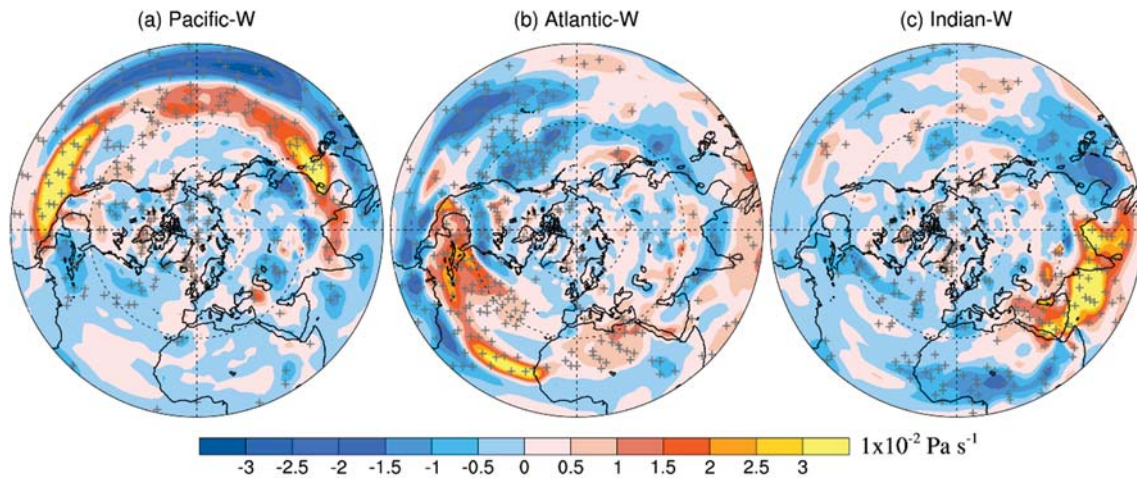 (a) Pacific-W
(b) Atlantic-W
(c) Indian-W
-3 -2.5 -2 -1.5 -1 -0.5 0 0.5 1 1.5 2 2.5 3
1x10⁻² Pa s⁻¹